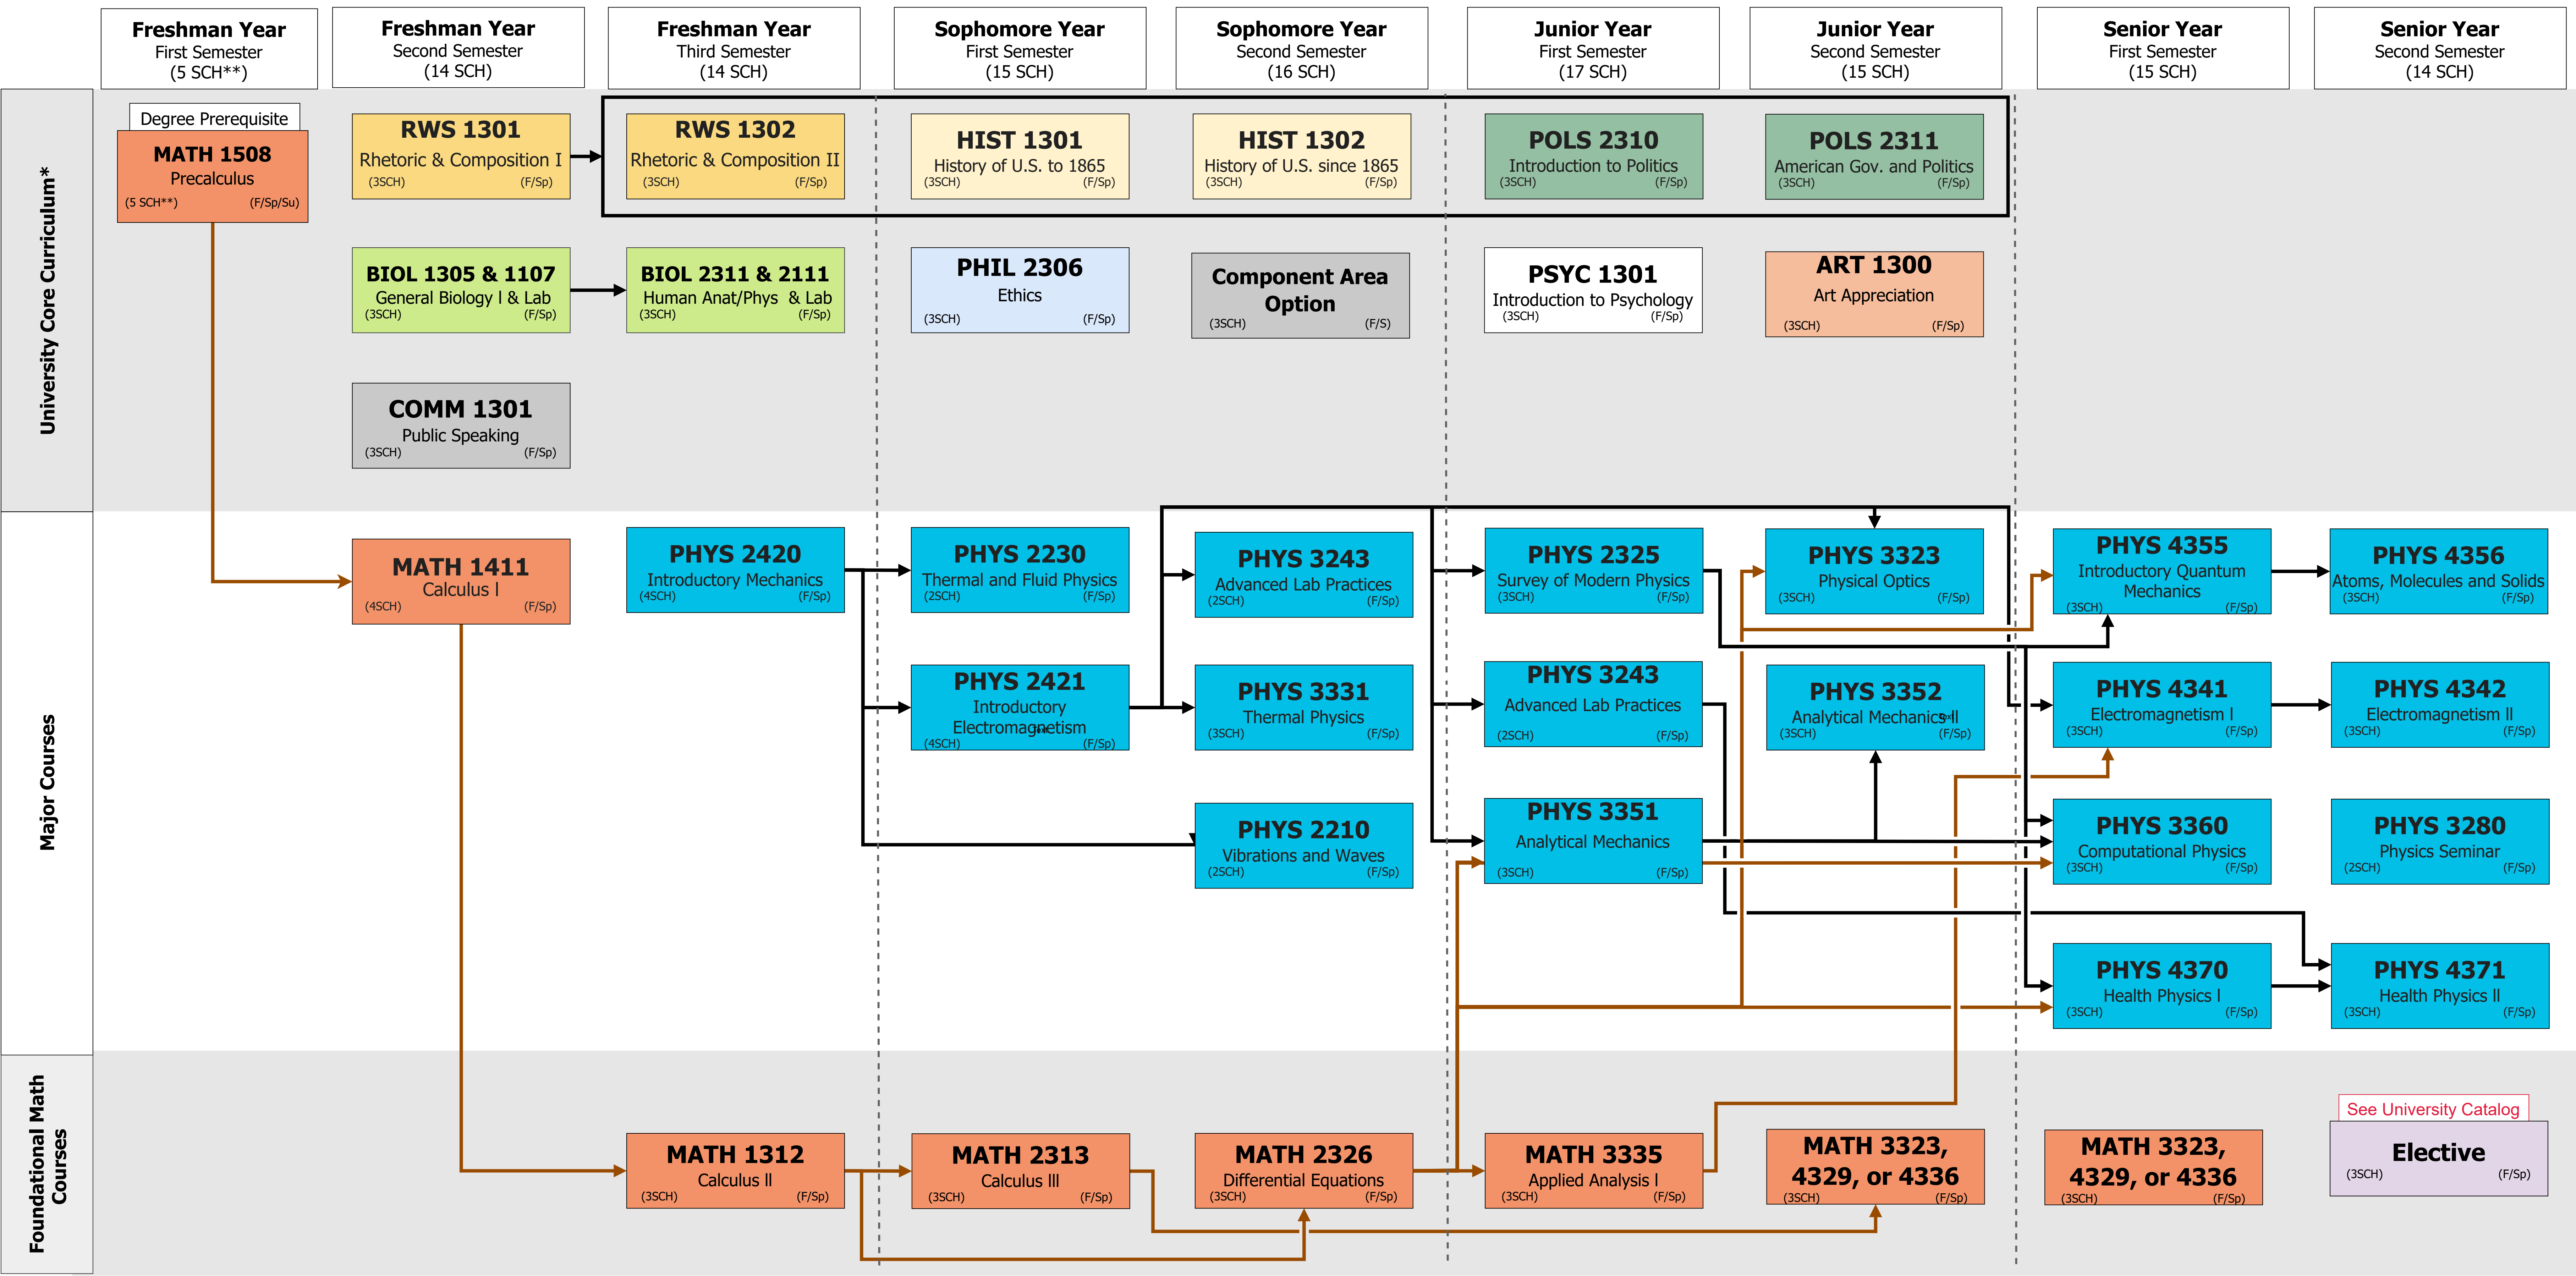 Freshman Year
First Semester
(5 SCH**)
Freshman Year
Second Semester
(14 SCH)
Freshman Year
Third Semester
(14 SCH)
Sophomore Year
First Semester
(15 SCH)
Sophomore Year
Second Semester
(16 SCH)
Junior Year
First Semester
(17 SCH)
Junior Year
Second Semester
(15 SCH)
Senior Year
First Semester
(15 SCH)
Senior Year
Second Semester
(14 SCH)
University Core Curriculum*
Degree Prerequisite
MATH 1508
Precalculus
(5 SCH**) (F/Sp/Su)
RWS 1301
Rhetoric & Composition I
(3SCH) (F/Sp)
RWS 1302
Rhetoric & Composition II
(3SCH) (F/Sp)
HIST 1301
History of U.S. to 1865
(3SCH) (F/Sp)
HIST 1302
History of U.S. since 1865
(3SCH) (F/Sp)
POLS 2310
Introduction to Politics
(3SCH) (F/Sp)
POLS 2311
American Gov. and Politics
(3SCH) (F/Sp)
BIOL 1305 & 1107
General Biology l & Lab
(3SCH) (F/Sp)
BIOL 2311 & 2111
Human Anat/Phys & Lab
(3SCH) (F/Sp)
PHIL 2306
Ethics
(3SCH) (F/Sp)
Component Area
Option
(3SCH) (F/S)
PSYC 1301
Introduction to Psychology
(3SCH) (F/Sp)
ART 1300
Art Appreciation
(3SCH) (F/Sp)
COMM 1301
Public Speaking
(3SCH) (F/Sp)
Major Courses
MATH 1411
Calculus l
(4SCH) (F/Sp)
PHYS 2420
Introductory Mechanics
(4SCH) (F/Sp)
PHYS 2230
Thermal and Fluid Physics
(2SCH) (F/Sp)
PHYS 3243
Advanced Lab Practices
(2SCH) (F/Sp)
PHYS 2325
Survey of Modern Physics
(3SCH) (F/Sp)
PHYS 3323
Physical Optics
(3SCH) (F/Sp)
PHYS 4355
Introductory Quantum
Mechanics
(3SCH) (F/Sp)
PHYS 4356
Atoms, Molecules and Solids
(3SCH) (F/Sp)
PHYS 2421
Introductory
Electromagnetism
(4SCH) (F/Sp)
PHYS 3331
Thermal Physics
(3SCH) (F/Sp)
PHYS 3243
Advanced Lab Practices
(2SCH) (F/Sp)
PHYS 3352
Analytical Mechanics ll
(3SCH) (F/Sp)
PHYS 4341
Electromagnetism l
(3SCH) (F/Sp)
PHYS 4342
Electromagnetism ll
(3SCH) (F/Sp)
PHYS 2210
Vibrations and Waves
(2SCH) (F/Sp)
PHYS 3351
Analytical Mechanics
(3SCH) (F/Sp)
PHYS 3360
Computational Physics
(3SCH) (F/Sp)
PHYS 3280
Physics Seminar
(2SCH) (F/Sp)
PHYS 4370
Health Physics l
(3SCH) (F/Sp)
PHYS 4371
Health Physics ll
(3SCH) (F/Sp)
Foundational Math
Courses
MATH 1312
Calculus ll
(3SCH) (F/Sp)
MATH 2313
Calculus lll
(3SCH) (F/Sp)
MATH 2326
Differential Equations
(3SCH) (F/Sp)
MATH 3335
Applied Analysis l
(3SCH) (F/Sp)
MATH 3323,
4329, or 4336
(3SCH) (F/Sp)
MATH 3323,
4329, or 4336
(3SCH) (F/Sp)
See University Catalog
Elective
(3SCH) (F/Sp)